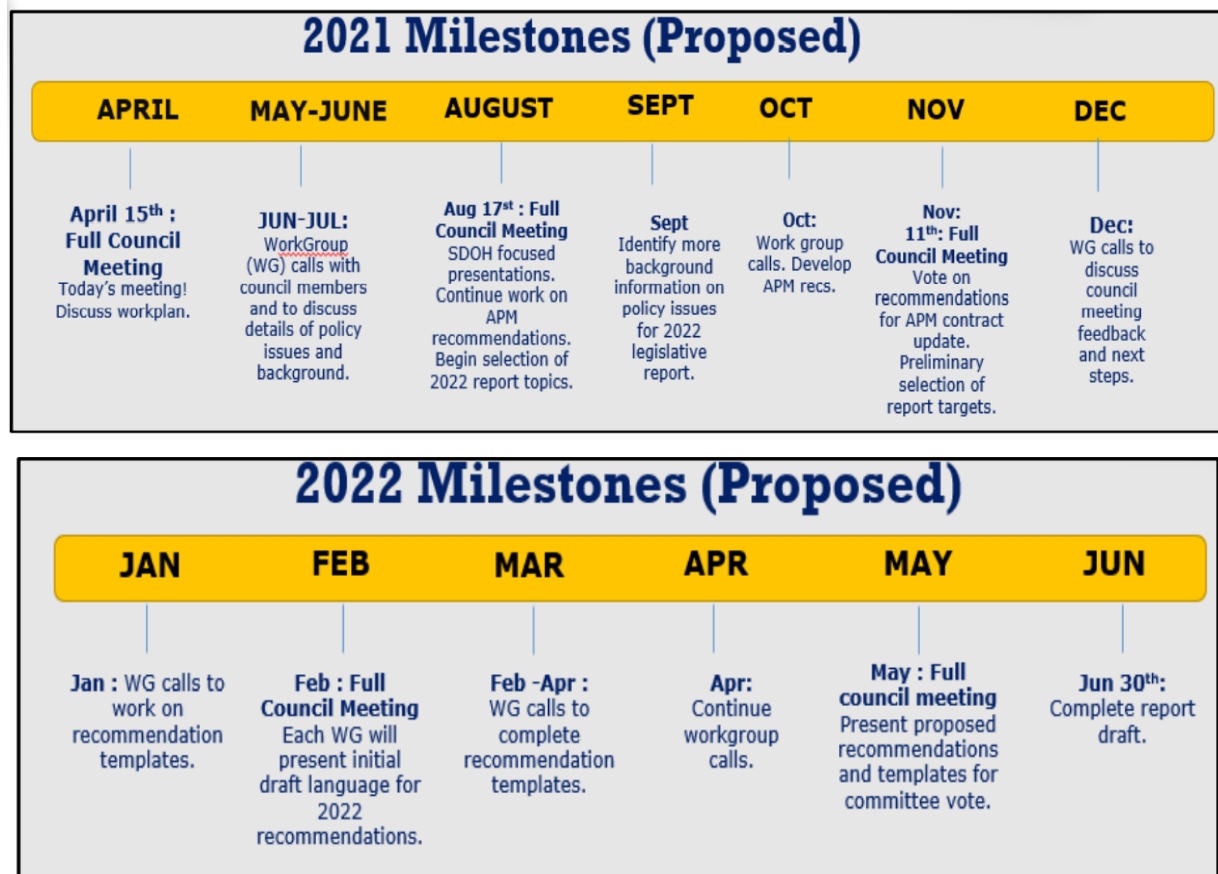 2021 Milestones (Proposed)
APRIL
MAY-JUNE
AUGUST
SEPT
OCT
NOV
DEC
April 15th :
Full Council
Meeting
Today's meeting!
Discuss workplan.
JUN-JUL:
WorkGroup
(WG) calls with
council members
and to discuss
details of policy
issues and
background.
Aug 17st : Full
Council Meeting
SDOH focused
presentations.
Continue work on
APM
recommendations.
Begin selection of
2022 report topics.
Sept
Identify more
background
information on
policy issues
for 2022
legislative
report.
Oct:
Work group
calls. Develop
APM recs.
Nov:
11th: Full
Council Meeting
Vote on
recommendations
for APM contract
update.
Preliminary
selection of
report targets.
Dec:
WG calls to
discuss
council
meeting
feedback
and next
steps.
2022 Milestones (Proposed)
JAN
FEB
MAR
APR
MAY
JUN
Jan : WG calls to
work on
recommendation
templates.
Feb : Full
Council Meeting
Each WG will
present initial
draft language for
2022
recommendations.
Feb -Apr :
WG calls to
complete
recommendation
templates.
Apr:
Continue
workgroup
calls.
May : Full
council meeting
Present proposed
recommendations
and templates for
committee vote.
Jun 30th:
Complete report
draft.